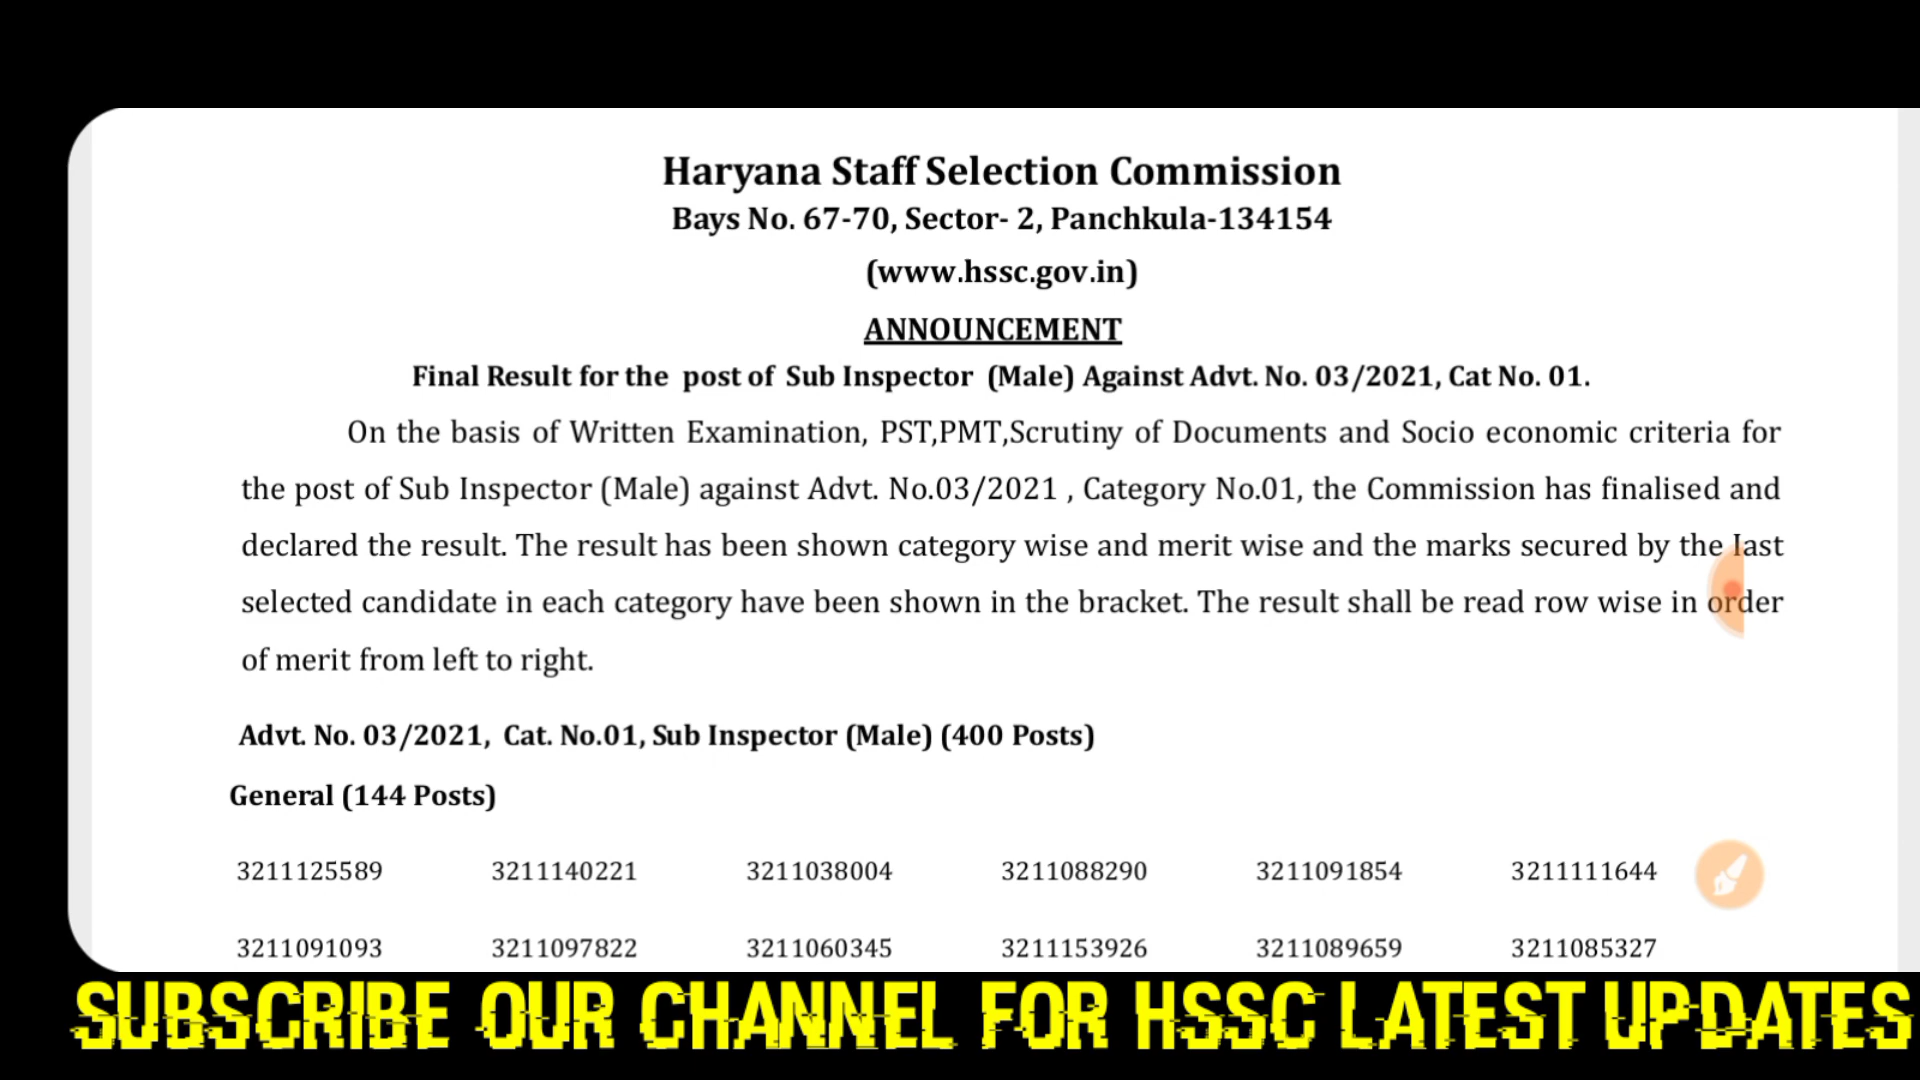 Haryana Staff Selection Commission
Bays No. 67-70, Sector- 2, Panchkula-134154
(www.hssc.gov.in)
ANNOUNCEMENT
Final Result for the post of Sub Inspector (Male) Against Advt. No. 03/2021, Cat No. 01.
On the basis of Written Examination, PST,PMT,Scrutiny of Documents and Socio economic criteria for
the post of Sub Inspector (Male) against Advt. No.03/2021 , Category No.01, the Commission has finalised and
declared the result. The result has been shown category wise and merit wise and the marks secured by the last
selected candidate in each category have been shown in the bracket. The result shall be read row wise in order
of merit from left to right.
Advt. No. 03/2021, Cat. No.01, Sub Inspector (Male) (400 Posts)
General (144 Posts)
3211125589 3211140221 3211038004 3211088290 3211091854 3211111644
3211091093 3211097822 3211060345 3211153926 3211089659 3211085327
SUBSCRIBE OUR CHANNEL FOR HSSC LATEST UPDATES